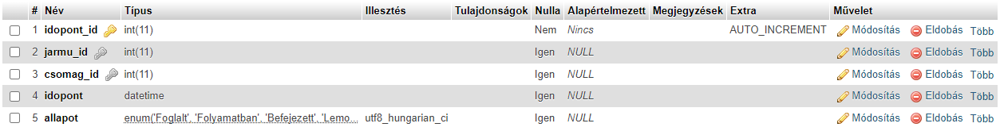 # Név Típus Illesztés Tulajdonságok Nulla Alapértelmezett Megjegyzések Extra Művelet
1 idopont_id int(11) Nem Nincs AUTO_INCREMENT Módosítás Eldobás Több
2 jarmu_id int(11) Igen NULL Módosítás Eldobás Több
3 csomag_id int(11) Igen NULL Módosítás Eldobás Több
4 idopont datetime Igen NULL Módosítás Eldobás Több
5 allapot enum('Foglalt', 'Folyamatban', 'Befejezett', 'Lemo... utf8_hungarian_ci Igen NULL Módosítás Eldobás Több